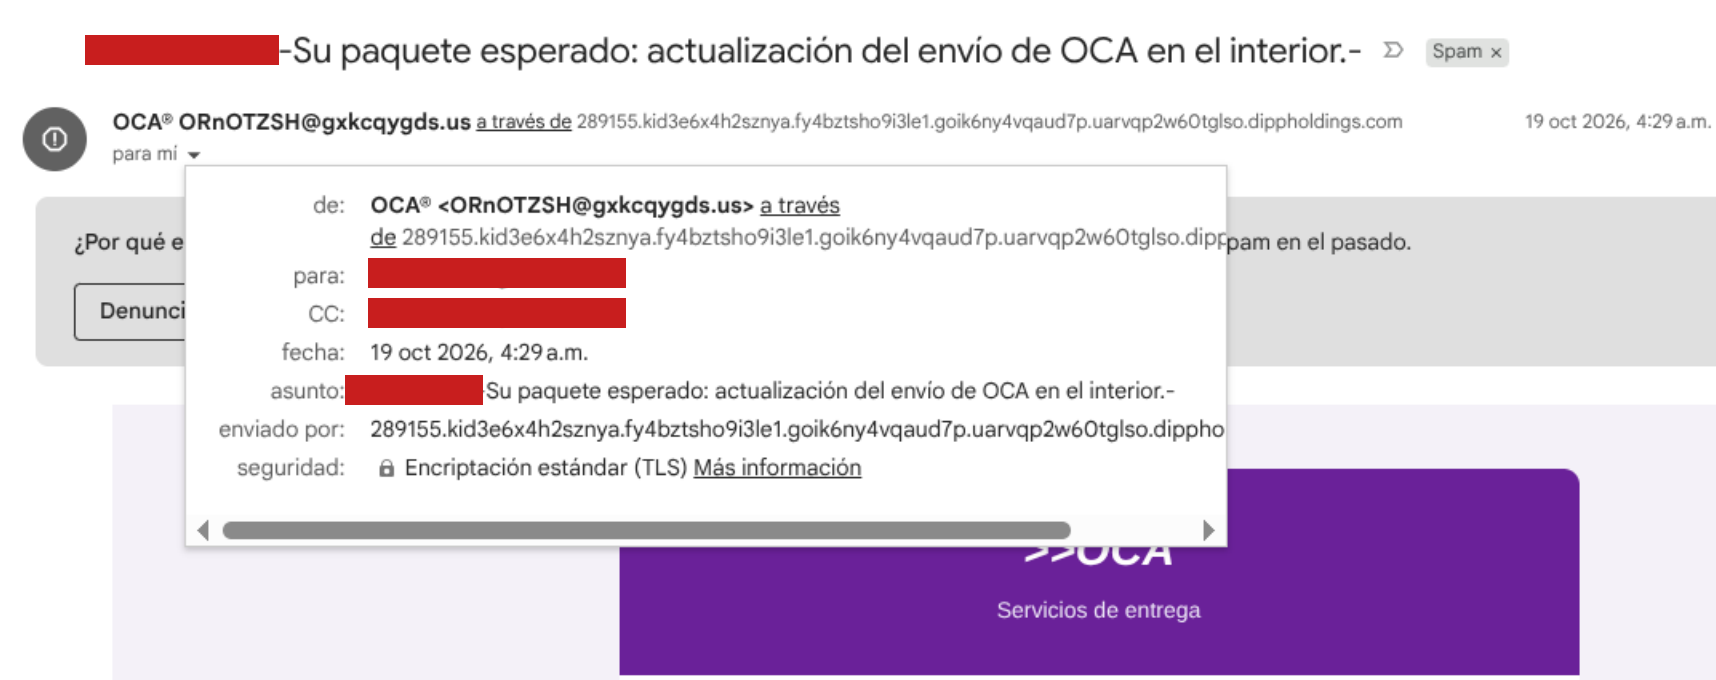 -Su paquete esperado: actualización del envío de OCA en el interior.- Spam ×
OCA® ORnOTZSH@gxkcqygds.us a través de 289155.kid3e6x4h2sznya.fy4bztsho9i3le1.goik6ny4vqaud7p.uarvqp2w60tglso.dippholdings.com 19 oct 2026, 4:29 a.m.
para mí
de: OCA® <ORnOTZSH@gxkcqygds.us> a través
de 289155.kid3e6x4h2sznya.fy4bztsho9i3le1.goik6ny4vqaud7p.uarvqp2w60tglso.dipp
¿Por qué e
pam en el pasado.
para:
Denunci
CC:
fecha: 19 oct 2026, 4:29 a.m.
asunto: -Su paquete esperado: actualización del envío de OCA en el interior.-
enviado por: 289155.kid3e6x4h2sznya.fy4bztsho9i3le1.goik6ny4vqaud7p.uarvqp2w60tglso.dippho
seguridad: Encriptación estándar (TLS) Más información
>>OCA
Servicios de entrega